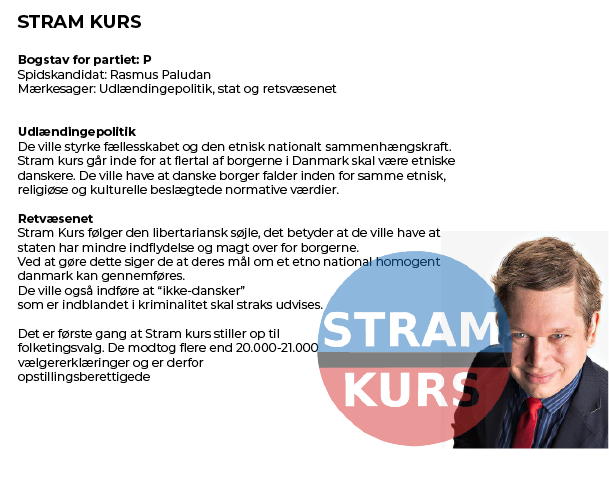 STRAM KURS
Bogstav for partiet: P
Spidskandidat: Rasmus Paludan
Mærkesager: Udlændingepolitik, stat og retsvæsenet
Udlændingepolitik
De ville styrke fællesskabet og den etnisk nationalt sammenhængskraft.
Stram kurs går inde for at flertal af borgerne i Danmark skal være etniske
danskere. De ville have at danske borger falder inden for samme etnisk,
religiøse og kulturelle beslægtede normative værdier.
Retvæsenet
Stram Kurs følger den libertariansk søjle, det betyder at de ville have at
staten har mindre indflydelse og magt over for borgerne.
Ved at gøre dette siger de at deres mål om et etno national homogent
danmark kan gennemføres.
De ville også indføre at “ikke-dansker”
som er indblandet i kriminalitet skal straks udvises.
Det er første gang at Stram kurs stiller op til
folketingsvalg. De modtog flere end 20.000-21.000
vælgererklæringer og er derfor
opstillingsberettigede
STRAM
KURS